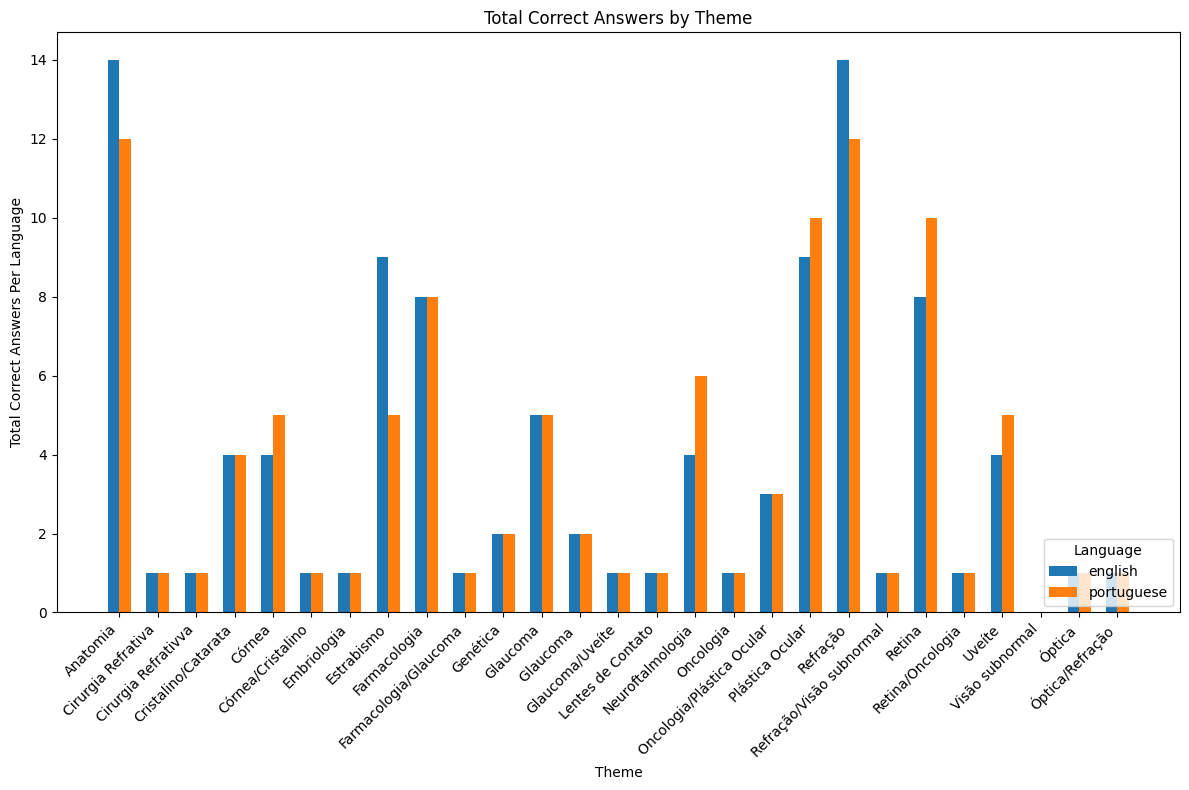 Total Correct Answers by Theme
Total Correct Answers Per Language
14
12
10
8
6
4
2
0
Anatomia
Cirurgia Refrativa
Cirurgia Refrativva
Cristalino/Catarata
Córnea
Córnea/Cristalino
Embriologia
Estrabismo
Farmacologia
Farmacologia/Glaucoma
Genética
Glaucoma
Glaucoma
Glaucoma/Uveíte
Lentes de Contato
Neuroftalmologia
Oncologia
Oncologia/Plástica Ocular
Plástica Ocular
Refração
Refração/Visão subnormal
Retina
Retina/Oncologia
Uveite
Visão subnormal
Óptica
Óptica/Refração
Theme
Language
english
portuguese